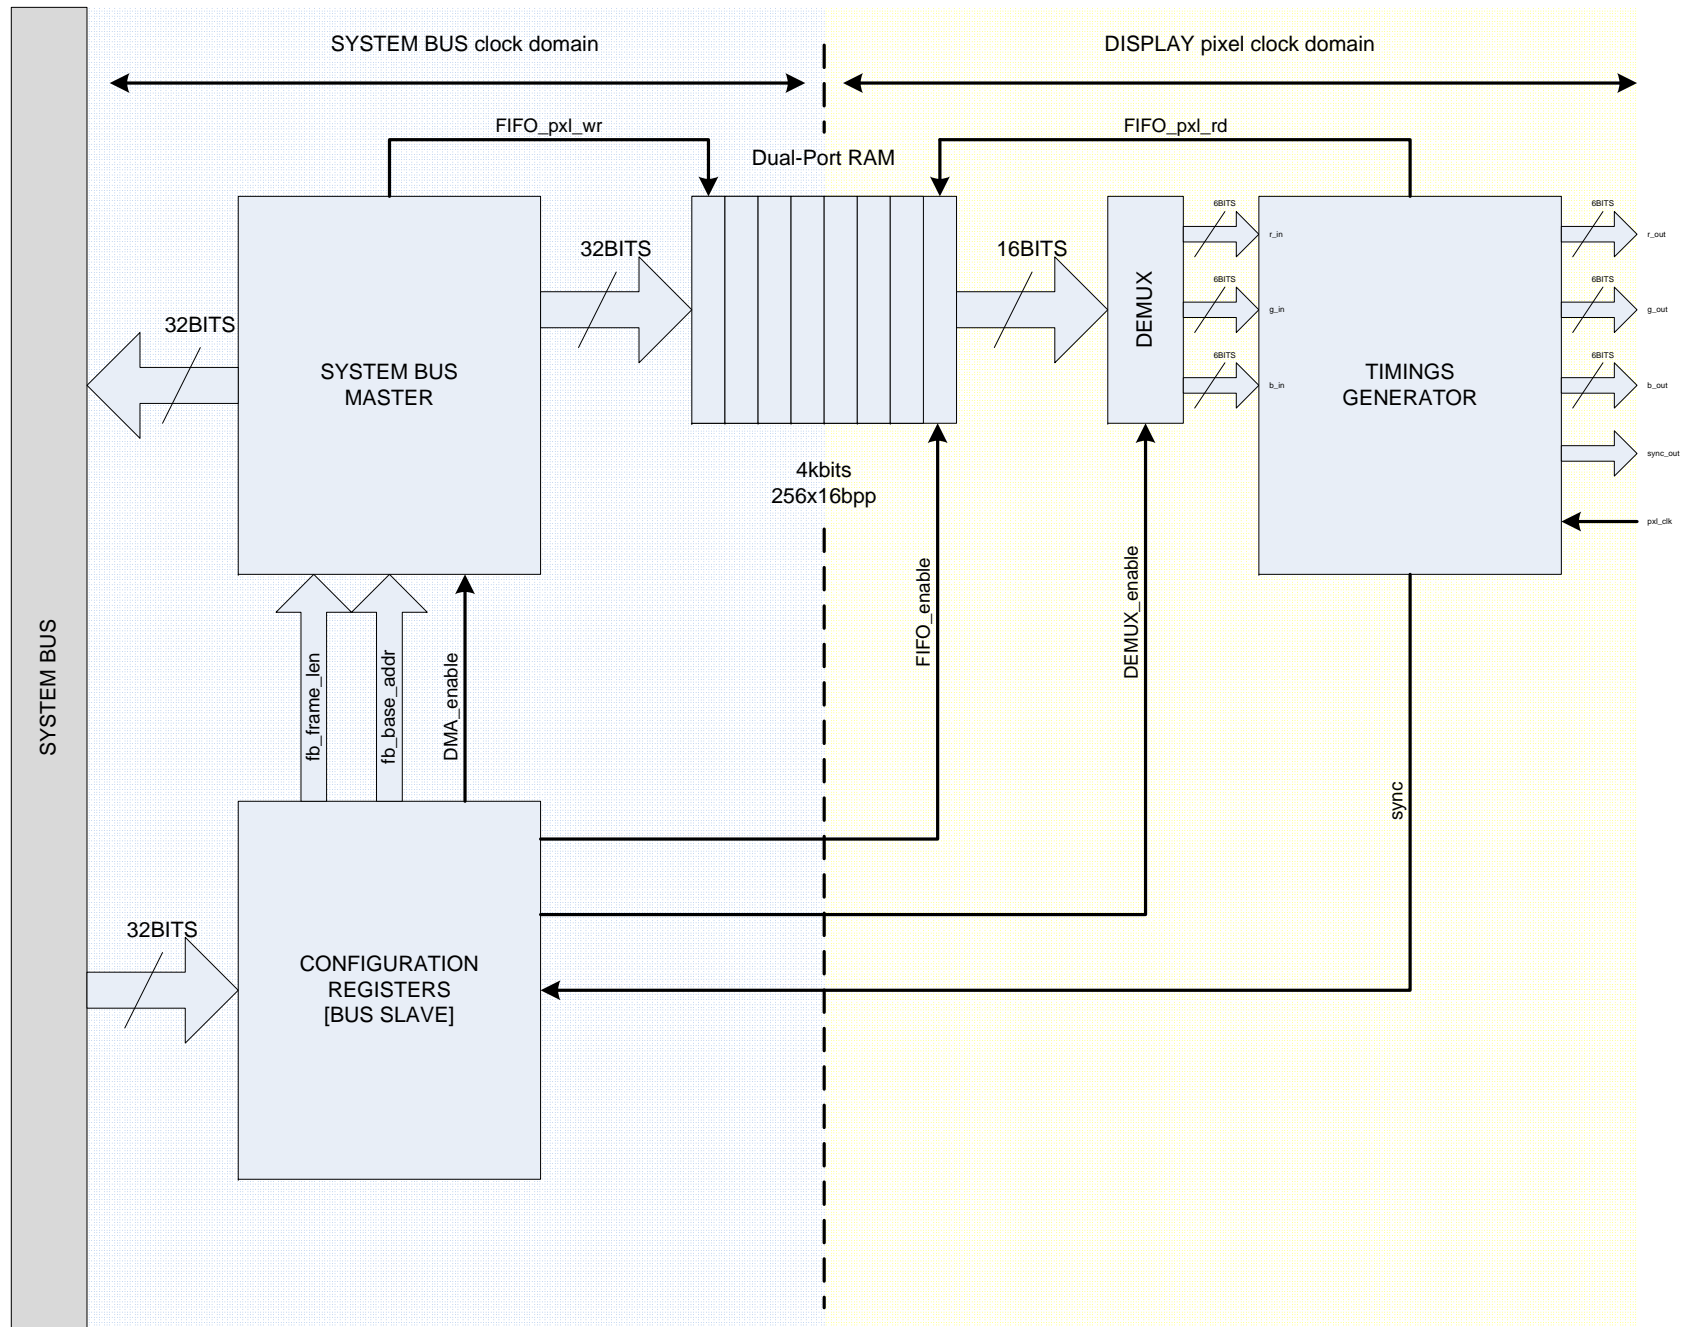 SYSTEM BUS clock domain
DISPLAY pixel clock domain
FIFO_pxl_wr
FIFO_pxl_rd
Dual-Port RAM
32BITS
32BITS
16BITS
SYSTEM BUS
MASTER
DEMUX
6BITS
6BITS
6BITS
r_in
g_in
b_in
TIMINGS
GENERATOR
6BITS
6BITS
6BITS
r_out
g_out
b_out
sync_out
pxl_clk
4kbits
256x16bpp
SYSTEM BUS
fb_frame_len
fb_base_addr
DMA_enable
FIFO_enable
DEMUX_enable
sync
32BITS
CONFIGURATION
REGISTERS
[BUS SLAVE]